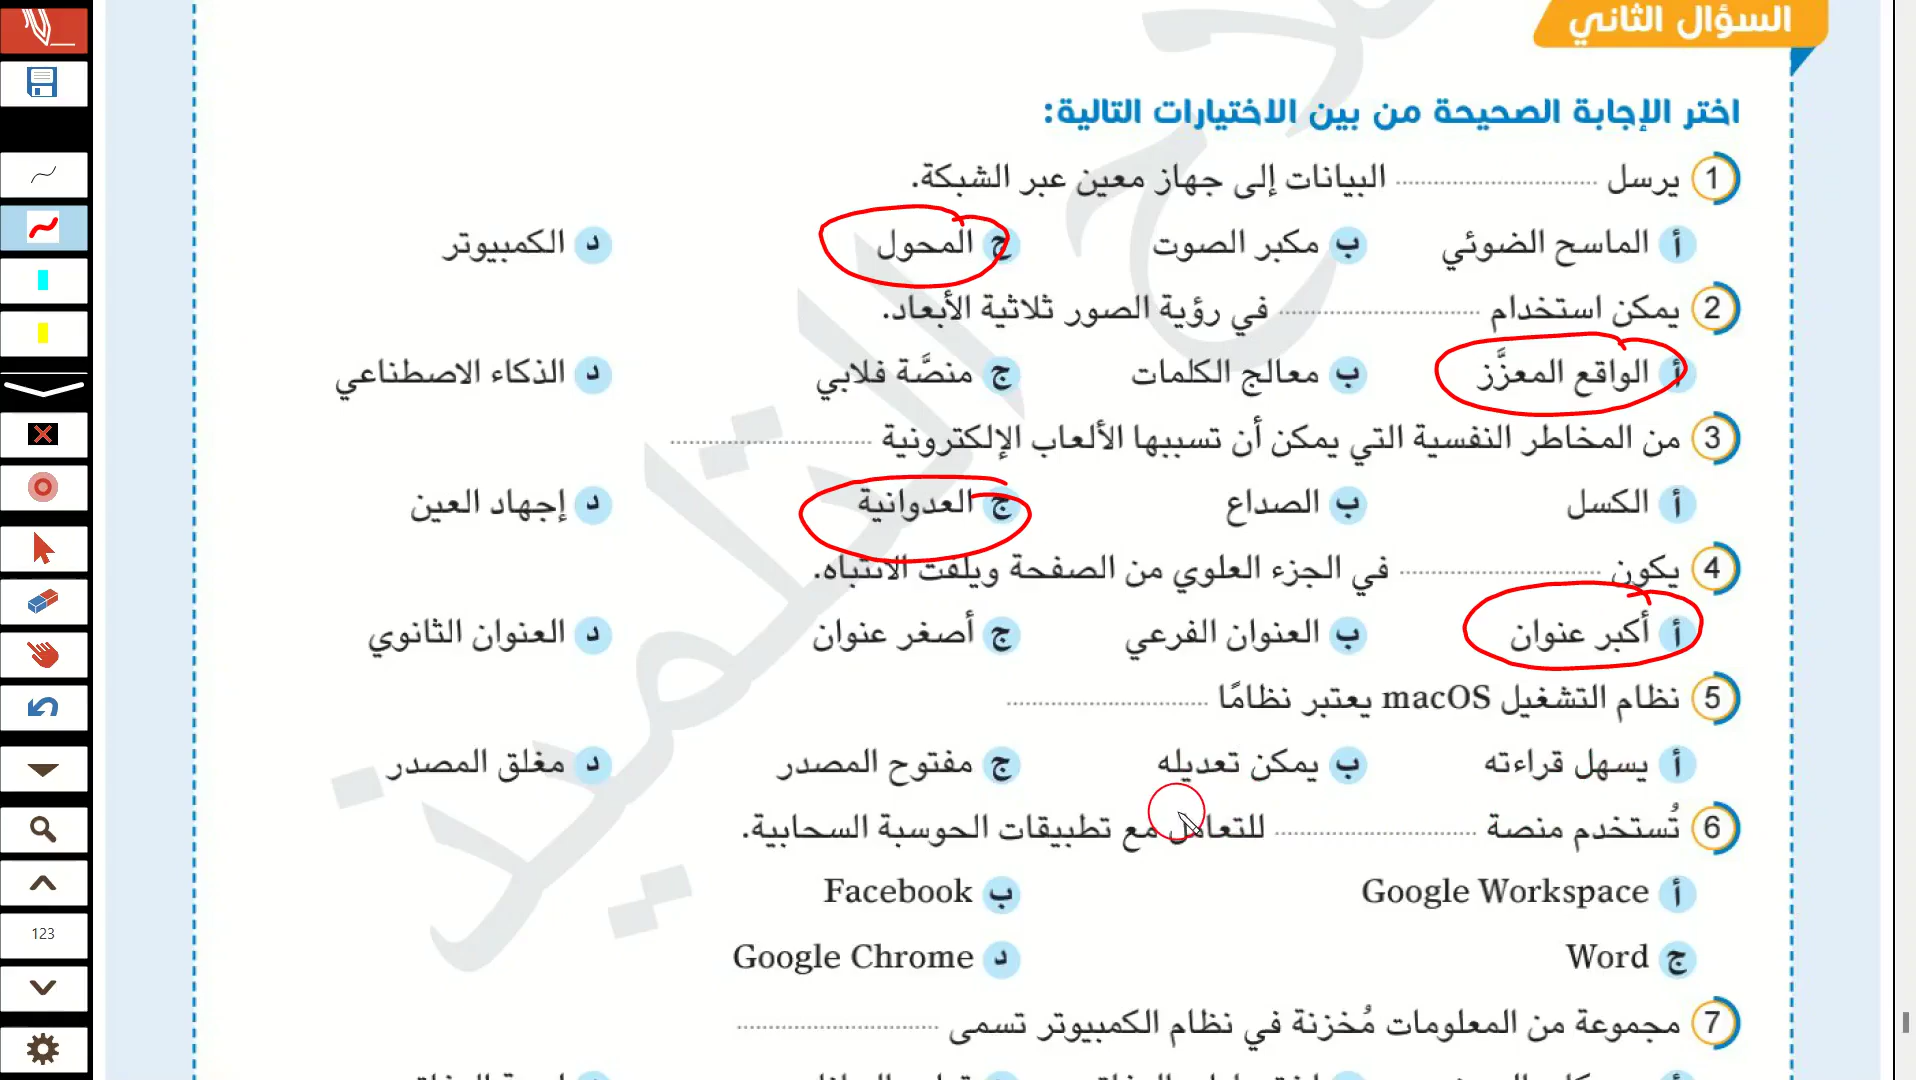 السؤال الثاني
اختر الإجابة الصحيحة من بين الاختيارات التالية:
1 يرسل ........................ البيانات إلى جهاز معين عبر الشبكة.
أ الماسح الضوئي ب مكبر الصوت ج المحول د الكمبيوتر
2 يمكن استخدام ........................ في رؤية الصور ثلاثية الأبعاد.
أ الواقع المعزَّز ب معالج الكلمات ج منصَّة فلابي د الذكاء الاصطناعي
3 من المخاطر النفسية التي يمكن أن تسببها الألعاب الإلكترونية ........................
أ الكسل ب الصداع ج العدوانية د إجهاد العين
4 يكون ........................ في الجزء العلوي من الصفحة ويلفت الانتباه.
أ أكبر عنوان ب العنوان الفرعي ج أصغر عنوان د العنوان الثانوي
5 نظام التشغيل macOS يعتبر نظامًا ........................
أ يسهل قراءته ب يمكن تعديله ج مفتوح المصدر د مغلق المصدر
6 تُستخدم منصة ........................ للتعامل مع تطبيقات الحوسبة السحابية.
أ Google Workspace ب Facebook
ج Word د Google Chrome
7 مجموعة من المعلومات مُخزنة في نظام الكمبيوتر تسمى ........................
123
التلميذ